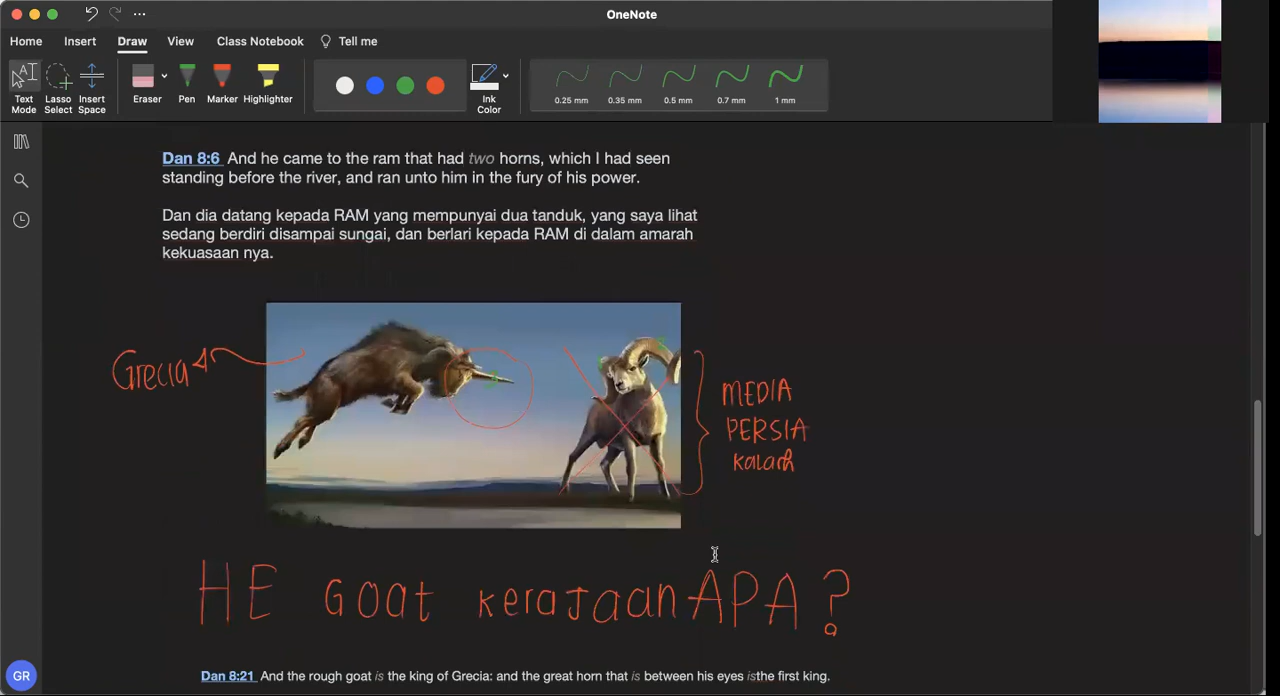 OneNote
Home Insert Draw View Class Notebook Tell me
Text Mode
Lasso Select
Insert Space
Eraser
Pen
Marker
Highlighter
Ink Color
0.25 mm 0.35 mm 0.5 mm 0.7 mm 1 mm
Dan 8:6 And he came to the ram that had two horns, which I had seen
standing before the river, and ran unto him in the fury of his power.
Dan dia datang kepada RAM yang mempunyai dua tanduk, yang saya lihat
sedang berdiri disampai sungai, dan berlari kepada RAM di dalam amarah
kekuasaan nya.
Grecia
MEDIA
PERSIA
Kalah
HE GOat kerajaan APA?
GR
Dan 8:21 And the rough goat is the king of Grecia: and the great horn that is between his eyes isthe first king.